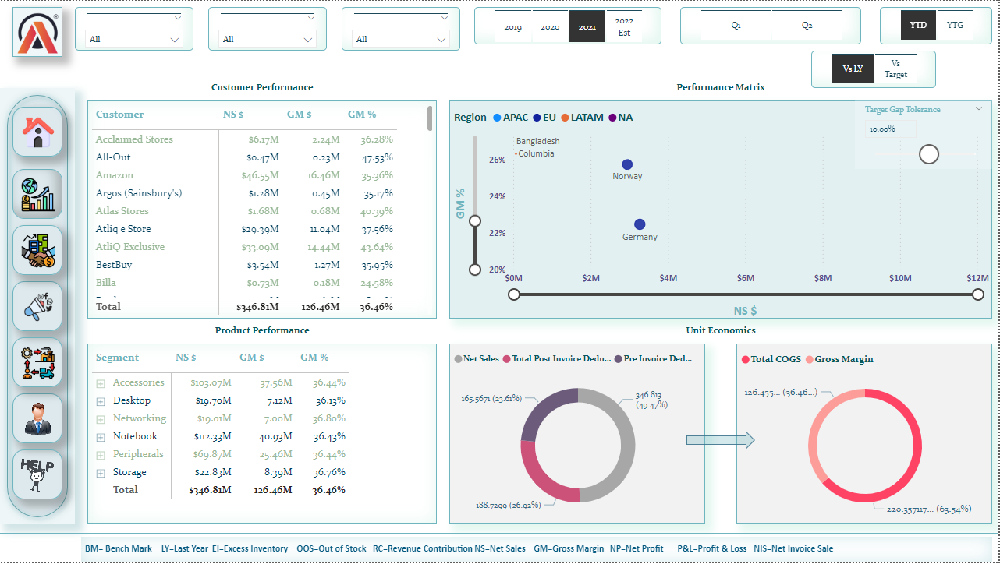 ®
All
All
All
2019 2020 2021 2022 Est
Q1 Q2
YTD YTG
Vs LY Vs Target
Customer Performance
Customer NS $ GM $ GM %
Acclaimed Stores $6.17M 2.24M 36.28%
All-Out $0.47M 0.23M 47.53%
Amazon $46.55M 16.46M 35.36%
Argos (Sainsbury's) $1.28M 0.45M 35.17%
Atlas Stores $1.68M 0.68M 40.39%
Atliq e Store $29.39M 11.04M 37.56%
AtliQ Exclusive $33.09M 14.44M 43.64%
BestBuy $3.54M 1.27M 35.95%
Billa $0.73M 0.18M 24.58%
Total $346.81M 126.46M 36.46%
Performance Matrix
Region APAC EU LATAM NA
Target Gap Tolerance
10.00%
GM %
26%
24%
22%
20%
Bangladesh
Columbia
Norway
Germany
$0M $2M $4M $6M $8M $10M $12M
NS $
Product Performance
Segment NS $ GM $ GM %
Accessories $103.07M 37.56M 36.44%
Desktop $19.70M 7.12M 36.13%
Networking $19.01M 7.00M 36.80%
Notebook $112.33M 40.93M 36.43%
Peripherals $69.87M 25.46M 36.44%
Storage $22.83M 8.39M 36.76%
Total $346.81M 126.46M 36.46%
Unit Economics
Net Sales Total Post Invoice Dedu... Pre Invoice Ded...
165.5671 (23.61%)
346.813
(49.47%)
188.7299 (26.92%)
Total COGS Gross Margin
126.455... (36.46...)
220.357117... (63.54%)
HELP
BM= Bench Mark LY=Last Year EI=Excess Inventory OOS=Out of Stock RC=Revenue Contribution NS=Net Sales GM=Gross Margin NP=Net Profit P&L=Profit & Loss NIS=Net Invoice Sale